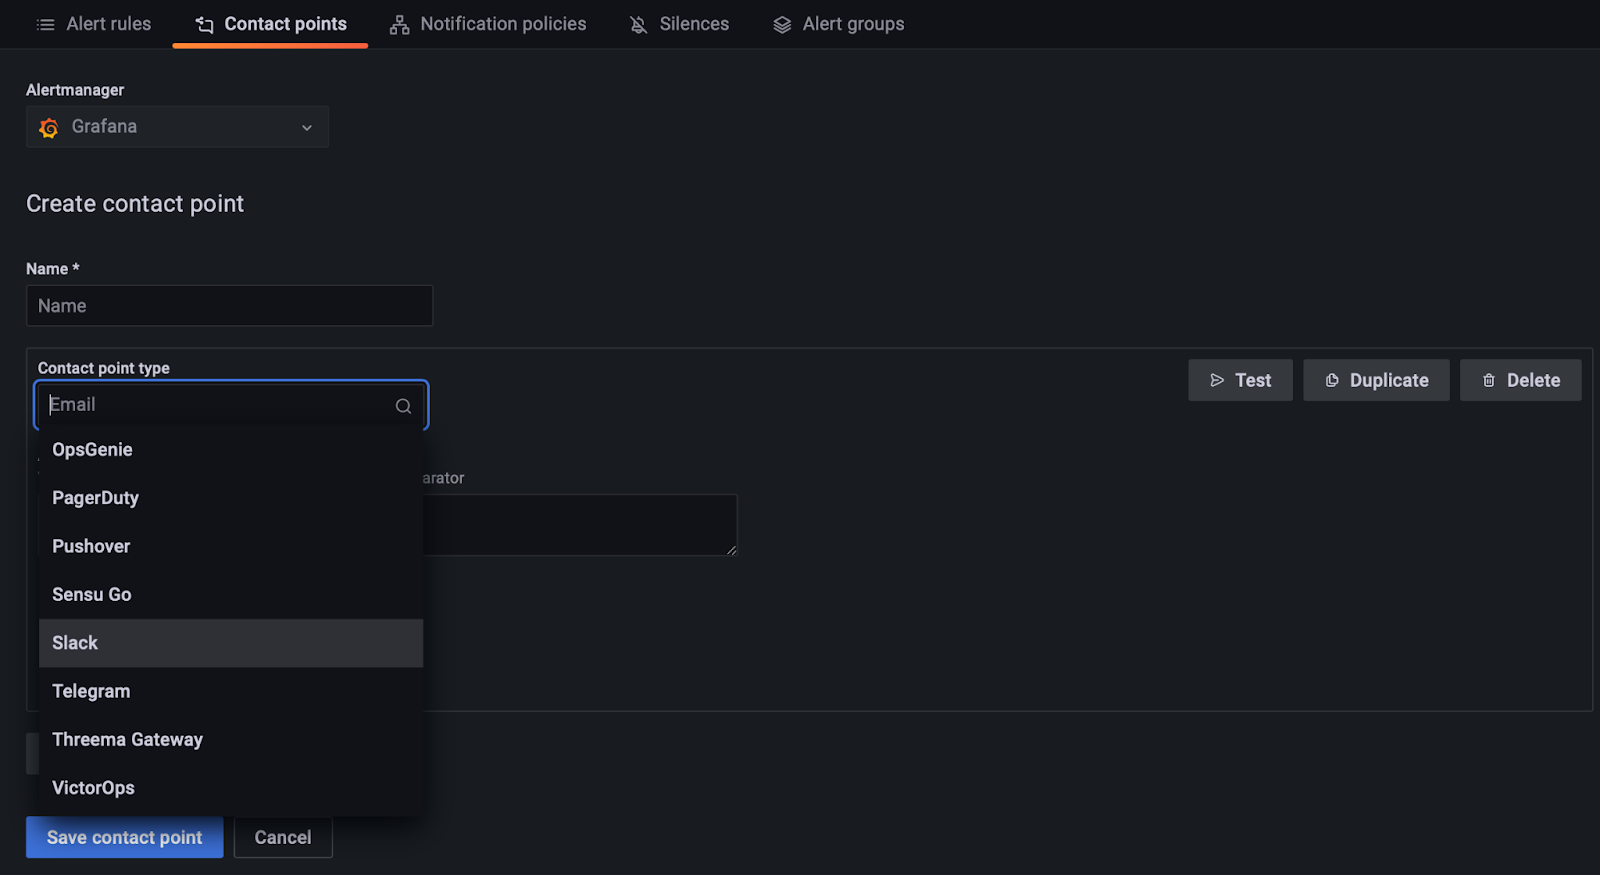 Alert rules Contact points Notification policies Silences Alert groups
Alertmanager
Grafana
Create contact point
Name *
Name
Contact point type
Test Duplicate Delete
Email
OpsGenie
arator
PagerDuty
Pushover
Sensu Go
Slack
Telegram
Threema Gateway
VictorOps
Save contact point Cancel